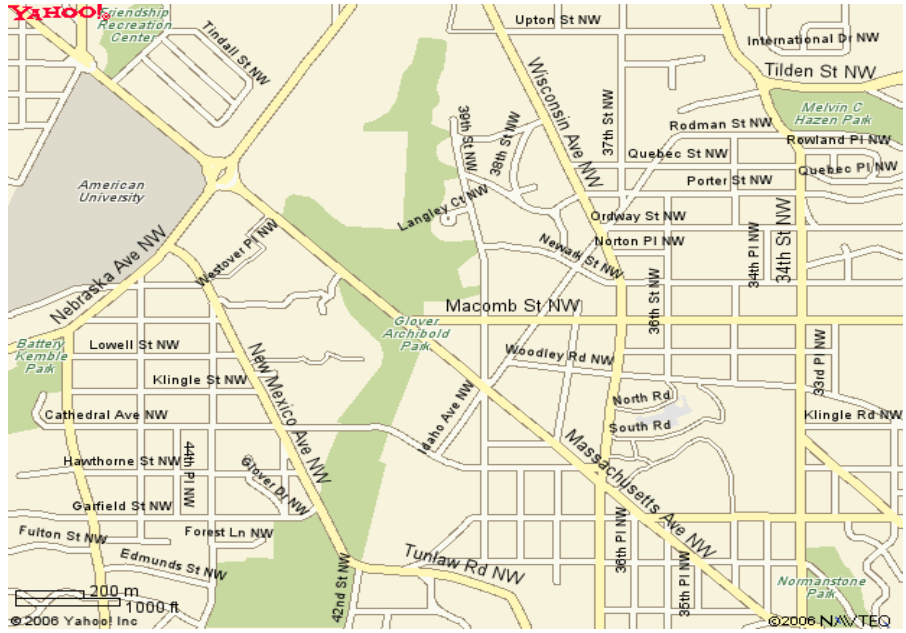 YAHOO!
Friendship
Recreation
Center
Tindall St NW
Upton St NW
International Dr NW
Tilden St NW
Wisconsin Ave NW
37th St NW
39th St NW
38th St NW
Melvin C
Hazen Park
Rodman St NW
Rowland Pl NW
Quebec St NW
Quebec Pl NW
Porter St NW
American
University
Langley Ct NW
Ordway St NW
Norton Pl NW
Newark St NW
34th Pl NW
34th St NW
Nebraska Ave NW
Westover Pl NW
36th St NW
Macomb St NW
Glover
Archibold
Park
Battery
Kemble
Park
Lowell St NW
Woodley Rd NW
33rd Pl NW
New Mexico Ave NW
Klingle St NW
North Rd
Cathedral Ave NW
Idaho Ave NW
South Rd
Klingle Rd NW
Massachusetts Ave NW
Hawthorne St NW
44th Pl NW
Glover Dr NW
Garfield St NW
Fulton St NW
Forest Ln NW
Edmunds St NW
42nd St NW
Tunlaw Rd NW
36th Pl NW
35th Pl NW
Normanstone
Park
200 m
1000 ft
©2006 Yahoo! Inc
©2006 NAVTEQ